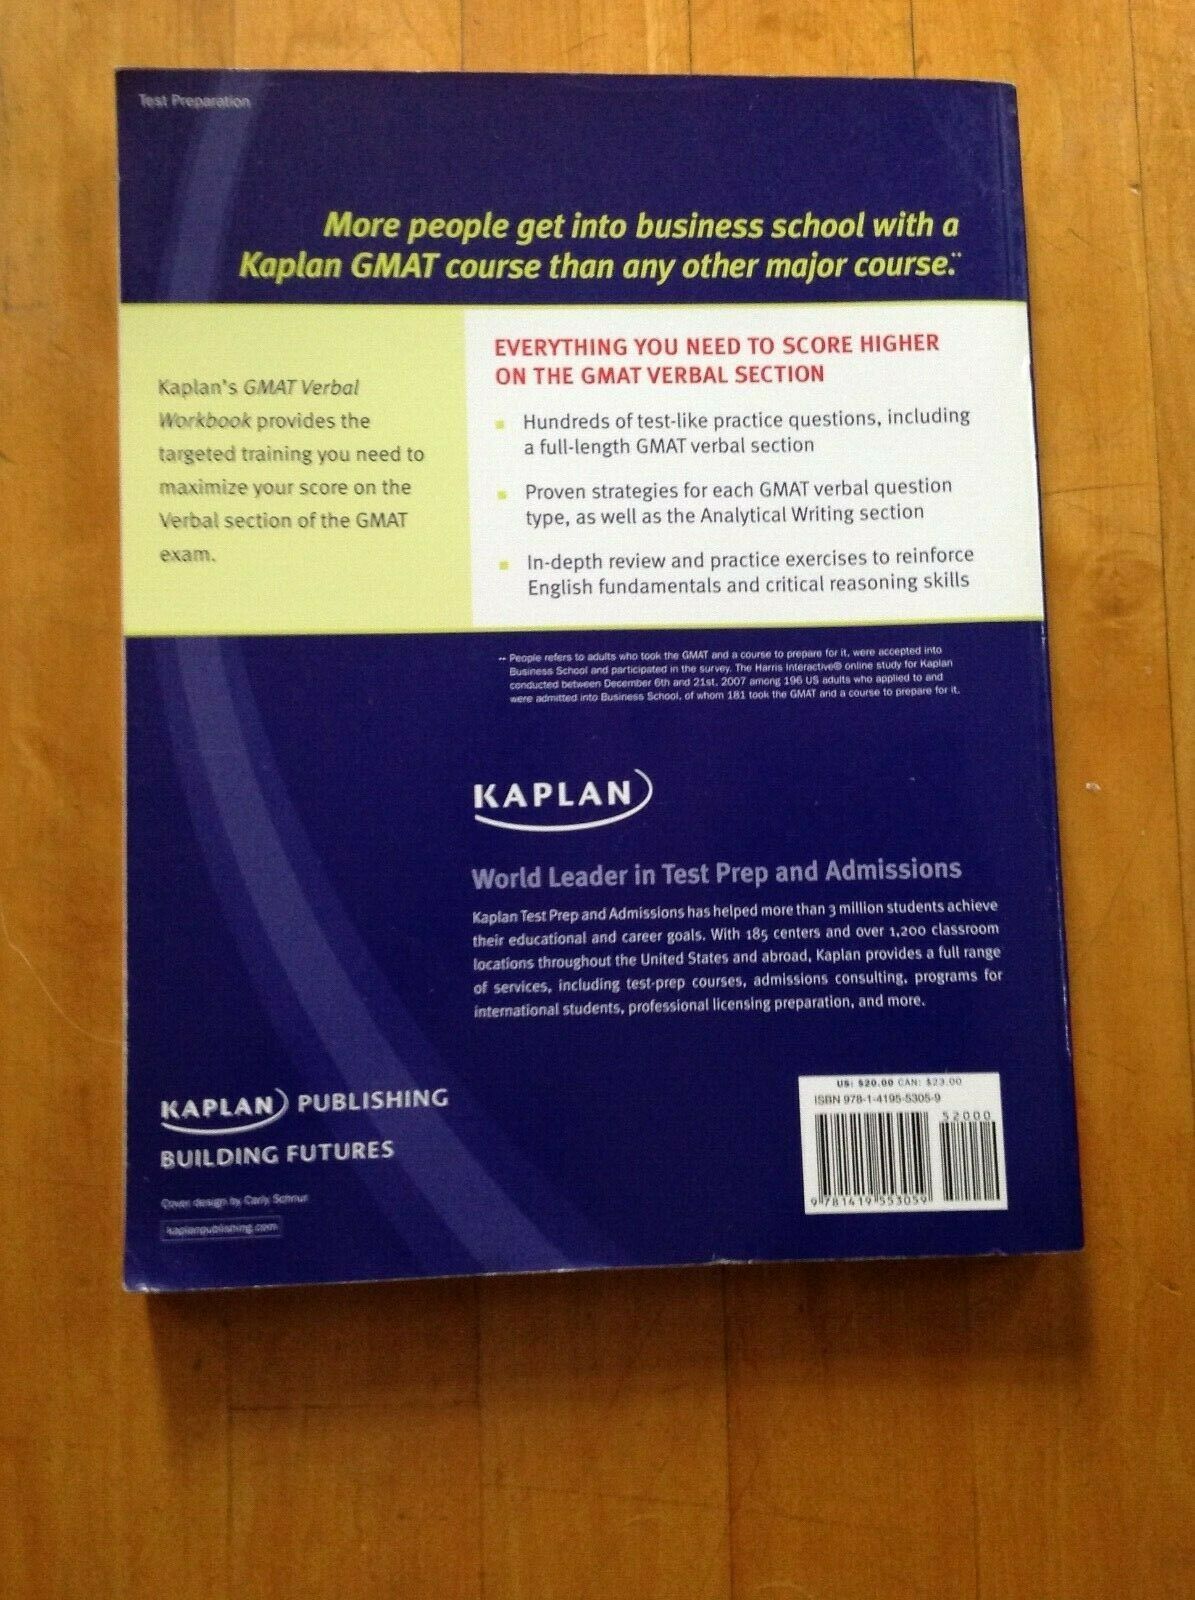 Test Preparation
More people get into business school with a
Kaplan GMAT course than any other major course.**
Kaplan's GMAT Verbal
Workbook provides the
targeted training you need to
maximize your score on the
Verbal section of the GMAT
exam.
EVERYTHING YOU NEED TO SCORE HIGHER
ON THE GMAT VERBAL SECTION
Hundreds of test-like practice questions, including
a full-length GMAT verbal section
Proven strategies for each GMAT verbal question
type, as well as the Analytical Writing section
In-depth review and practice exercises to reinforce
English fundamentals and critical reasoning skills
** People refers to adults who took the GMAT and a course to prepare for it, were accepted into
Business School and participated in the survey. The Harris Interactive® online study for Kaplan
conducted between December 6th and 21st, 2007 among 196 US adults who applied to and
were admitted into Business School, of whom 181 took the GMAT and a course to prepare for it.
KAPLAN
World Leader in Test Prep and Admissions
Kaplan Test Prep and Admissions has helped more than 3 million students achieve
their educational and career goals. With 185 centers and over 1,200 classroom
locations throughout the United States and abroad, Kaplan provides a full range
of services, including test-prep courses, admissions consulting, programs for
international students, professional licensing preparation, and more.
KAPLAN PUBLISHING
BUILDING FUTURES
Cover design by Carly Schnur
kaplanpublishing.com
US: $20.00 CAN: $23.00
ISBN 978-1-4195-5305-9
52000
9 781419 553059